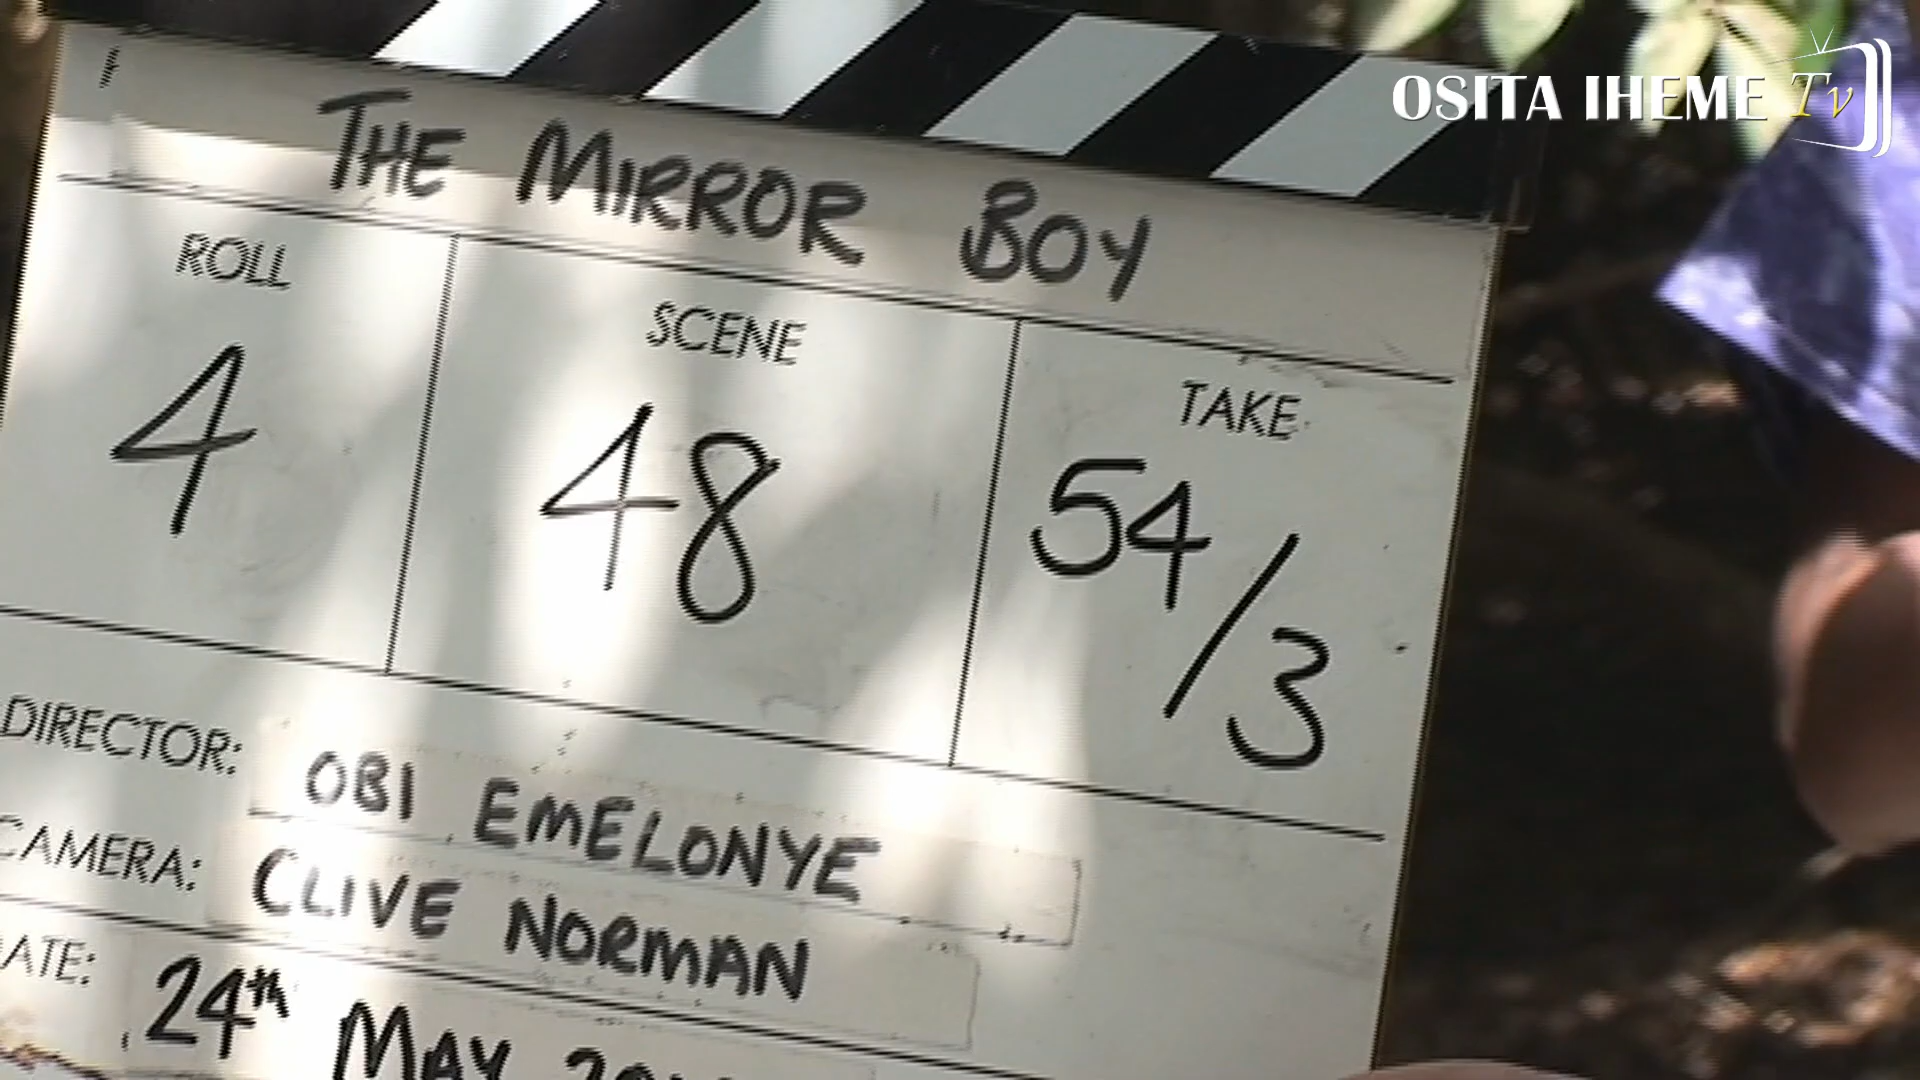 OSITA IHEME Tv
THE MIRROR BOY
ROLL SCENE TAKE
4 48 54/3
DIRECTOR: OBI EMELONYE
CAMERA: CLIVE NORMAN
24th MAY